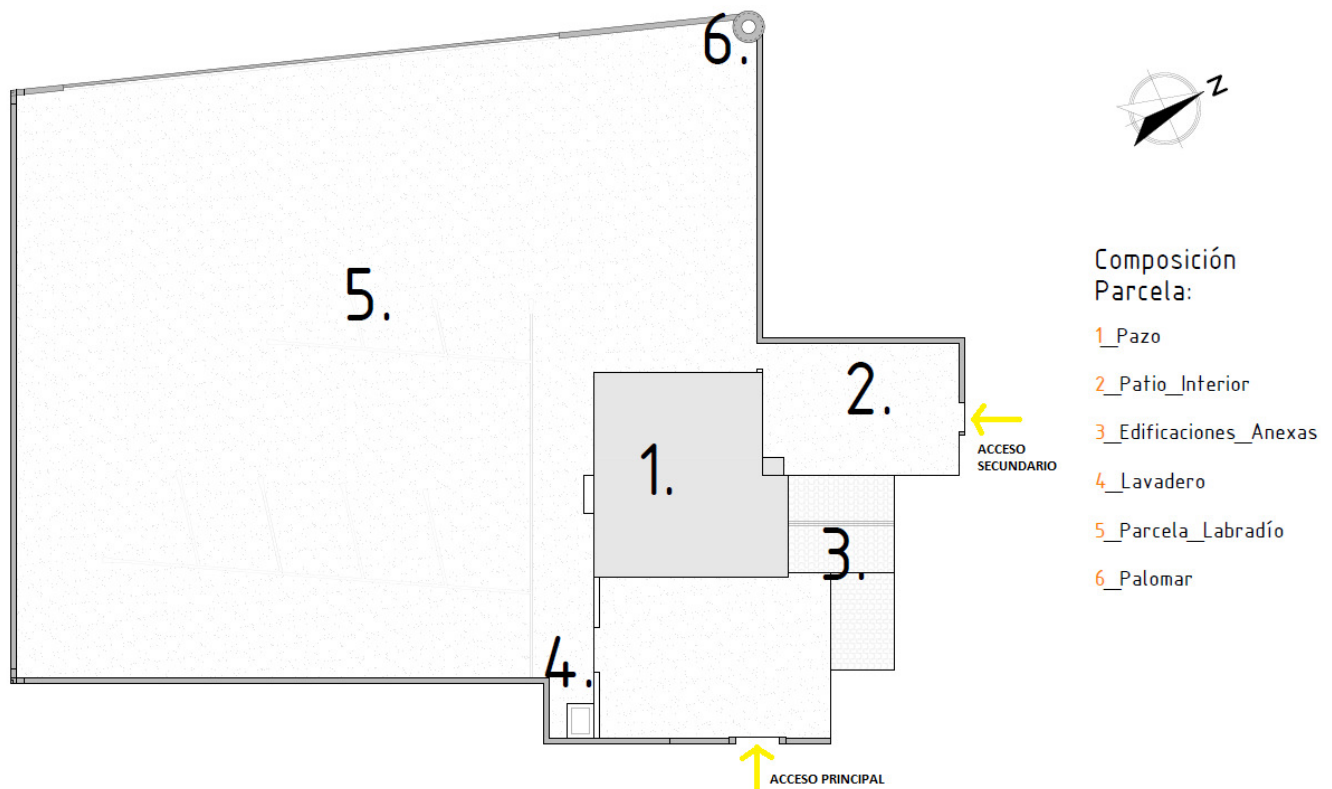 6.
N
5.
Composición
Parcela:
1_Pazo
2_Patio_Interior
3_Edificaciones_Anexas
4_Lavadero
5_Parcela_Labradío
6_Palomar
2.
ACCESO
SECUNDARIO
1.
3.
4.
ACCESO PRINCIPAL